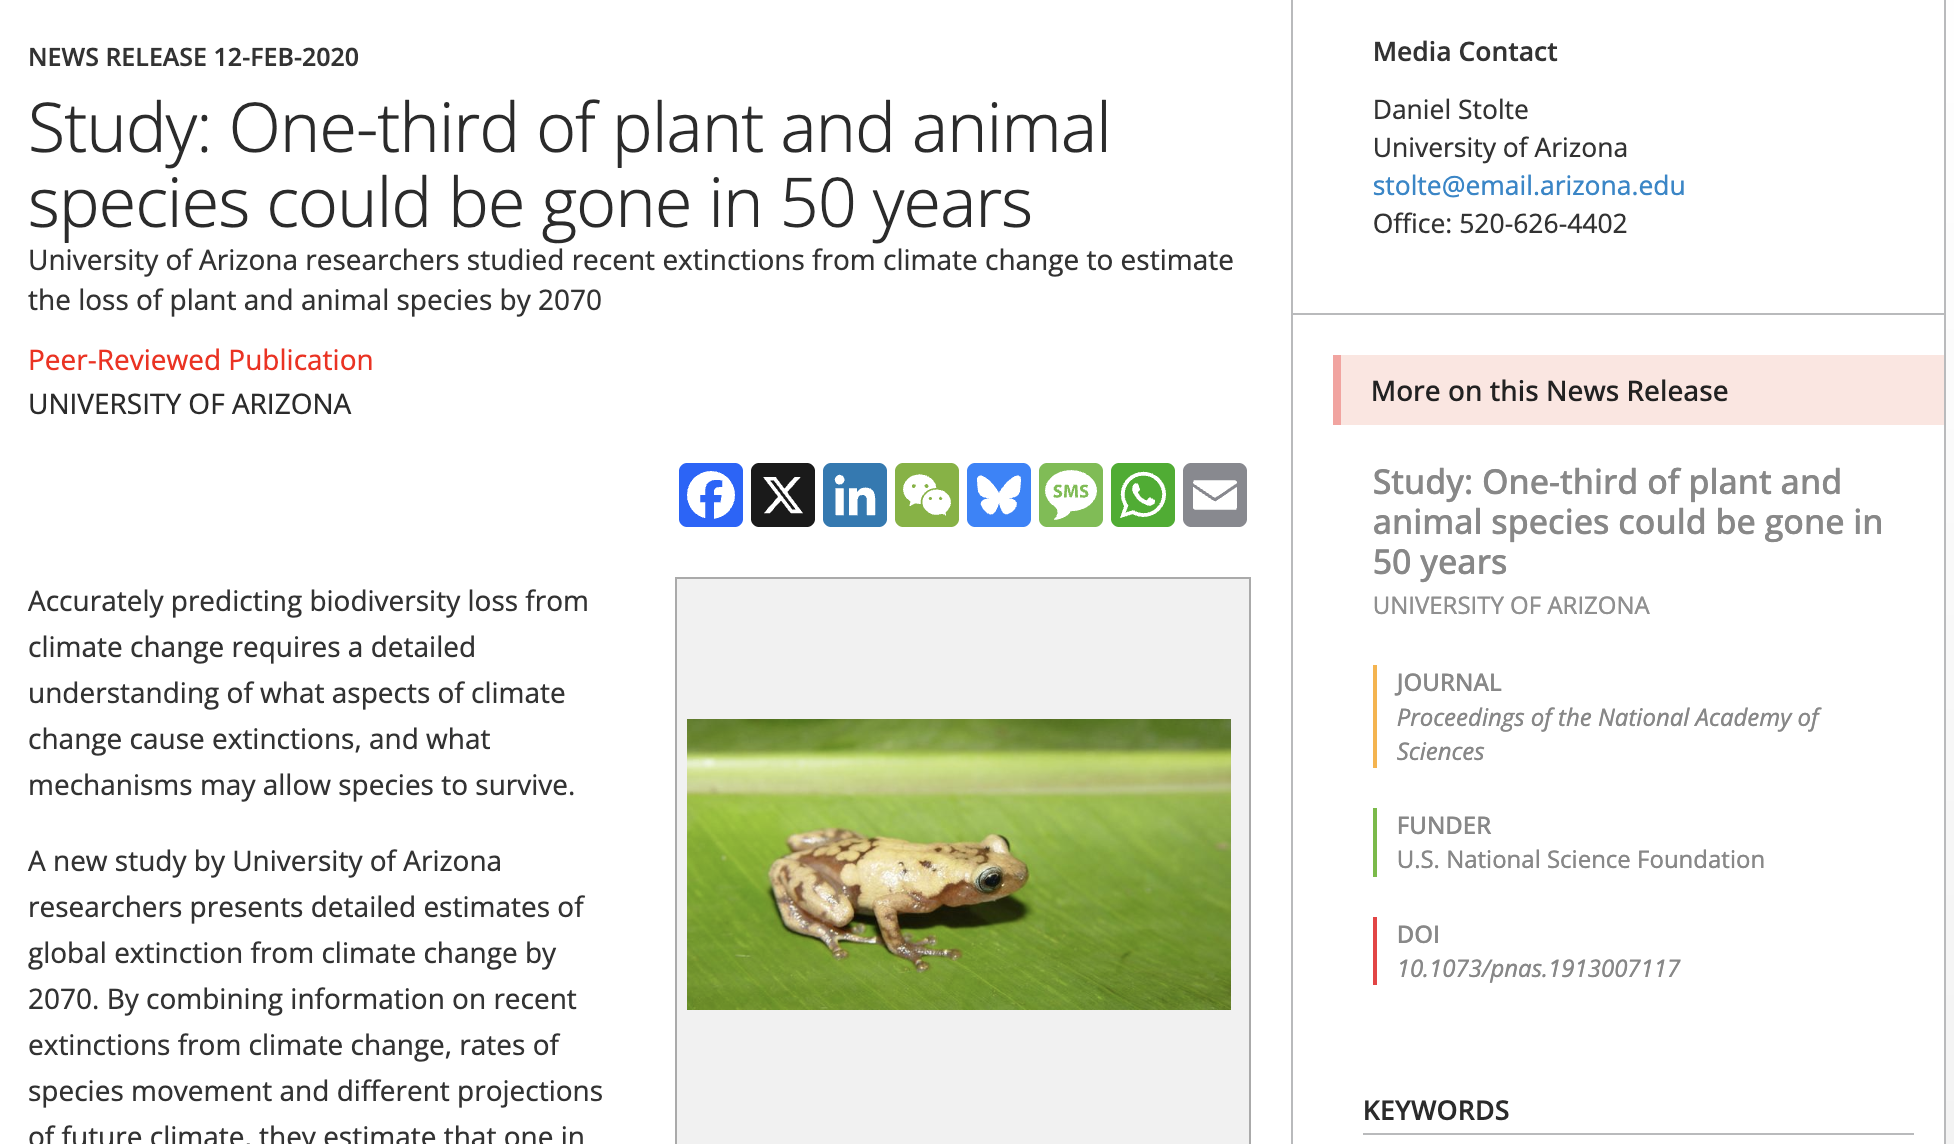 NEWS RELEASE 12-FEB-2020
Study: One-third of plant and animal
species could be gone in 50 years
University of Arizona researchers studied recent extinctions from climate change to estimate
the loss of plant and animal species by 2070
Peer-Reviewed Publication
UNIVERSITY OF ARIZONA
SMS
Accurately predicting biodiversity loss from
climate change requires a detailed
understanding of what aspects of climate
change cause extinctions, and what
mechanisms may allow species to survive.
A new study by University of Arizona
researchers presents detailed estimates of
global extinction from climate change by
2070. By combining information on recent
extinctions from climate change, rates of
species movement and different projections
of future climate, they estimate that one in
Media Contact
Daniel Stolte
University of Arizona
stolte@email.arizona.edu
Office: 520-626-4402
More on this News Release
Study: One-third of plant and
animal species could be gone in
50 years
UNIVERSITY OF ARIZONA
JOURNAL
Proceedings of the National Academy of
Sciences
FUNDER
U.S. National Science Foundation
DOI
10.1073/pnas.1913007117
KEYWORDS